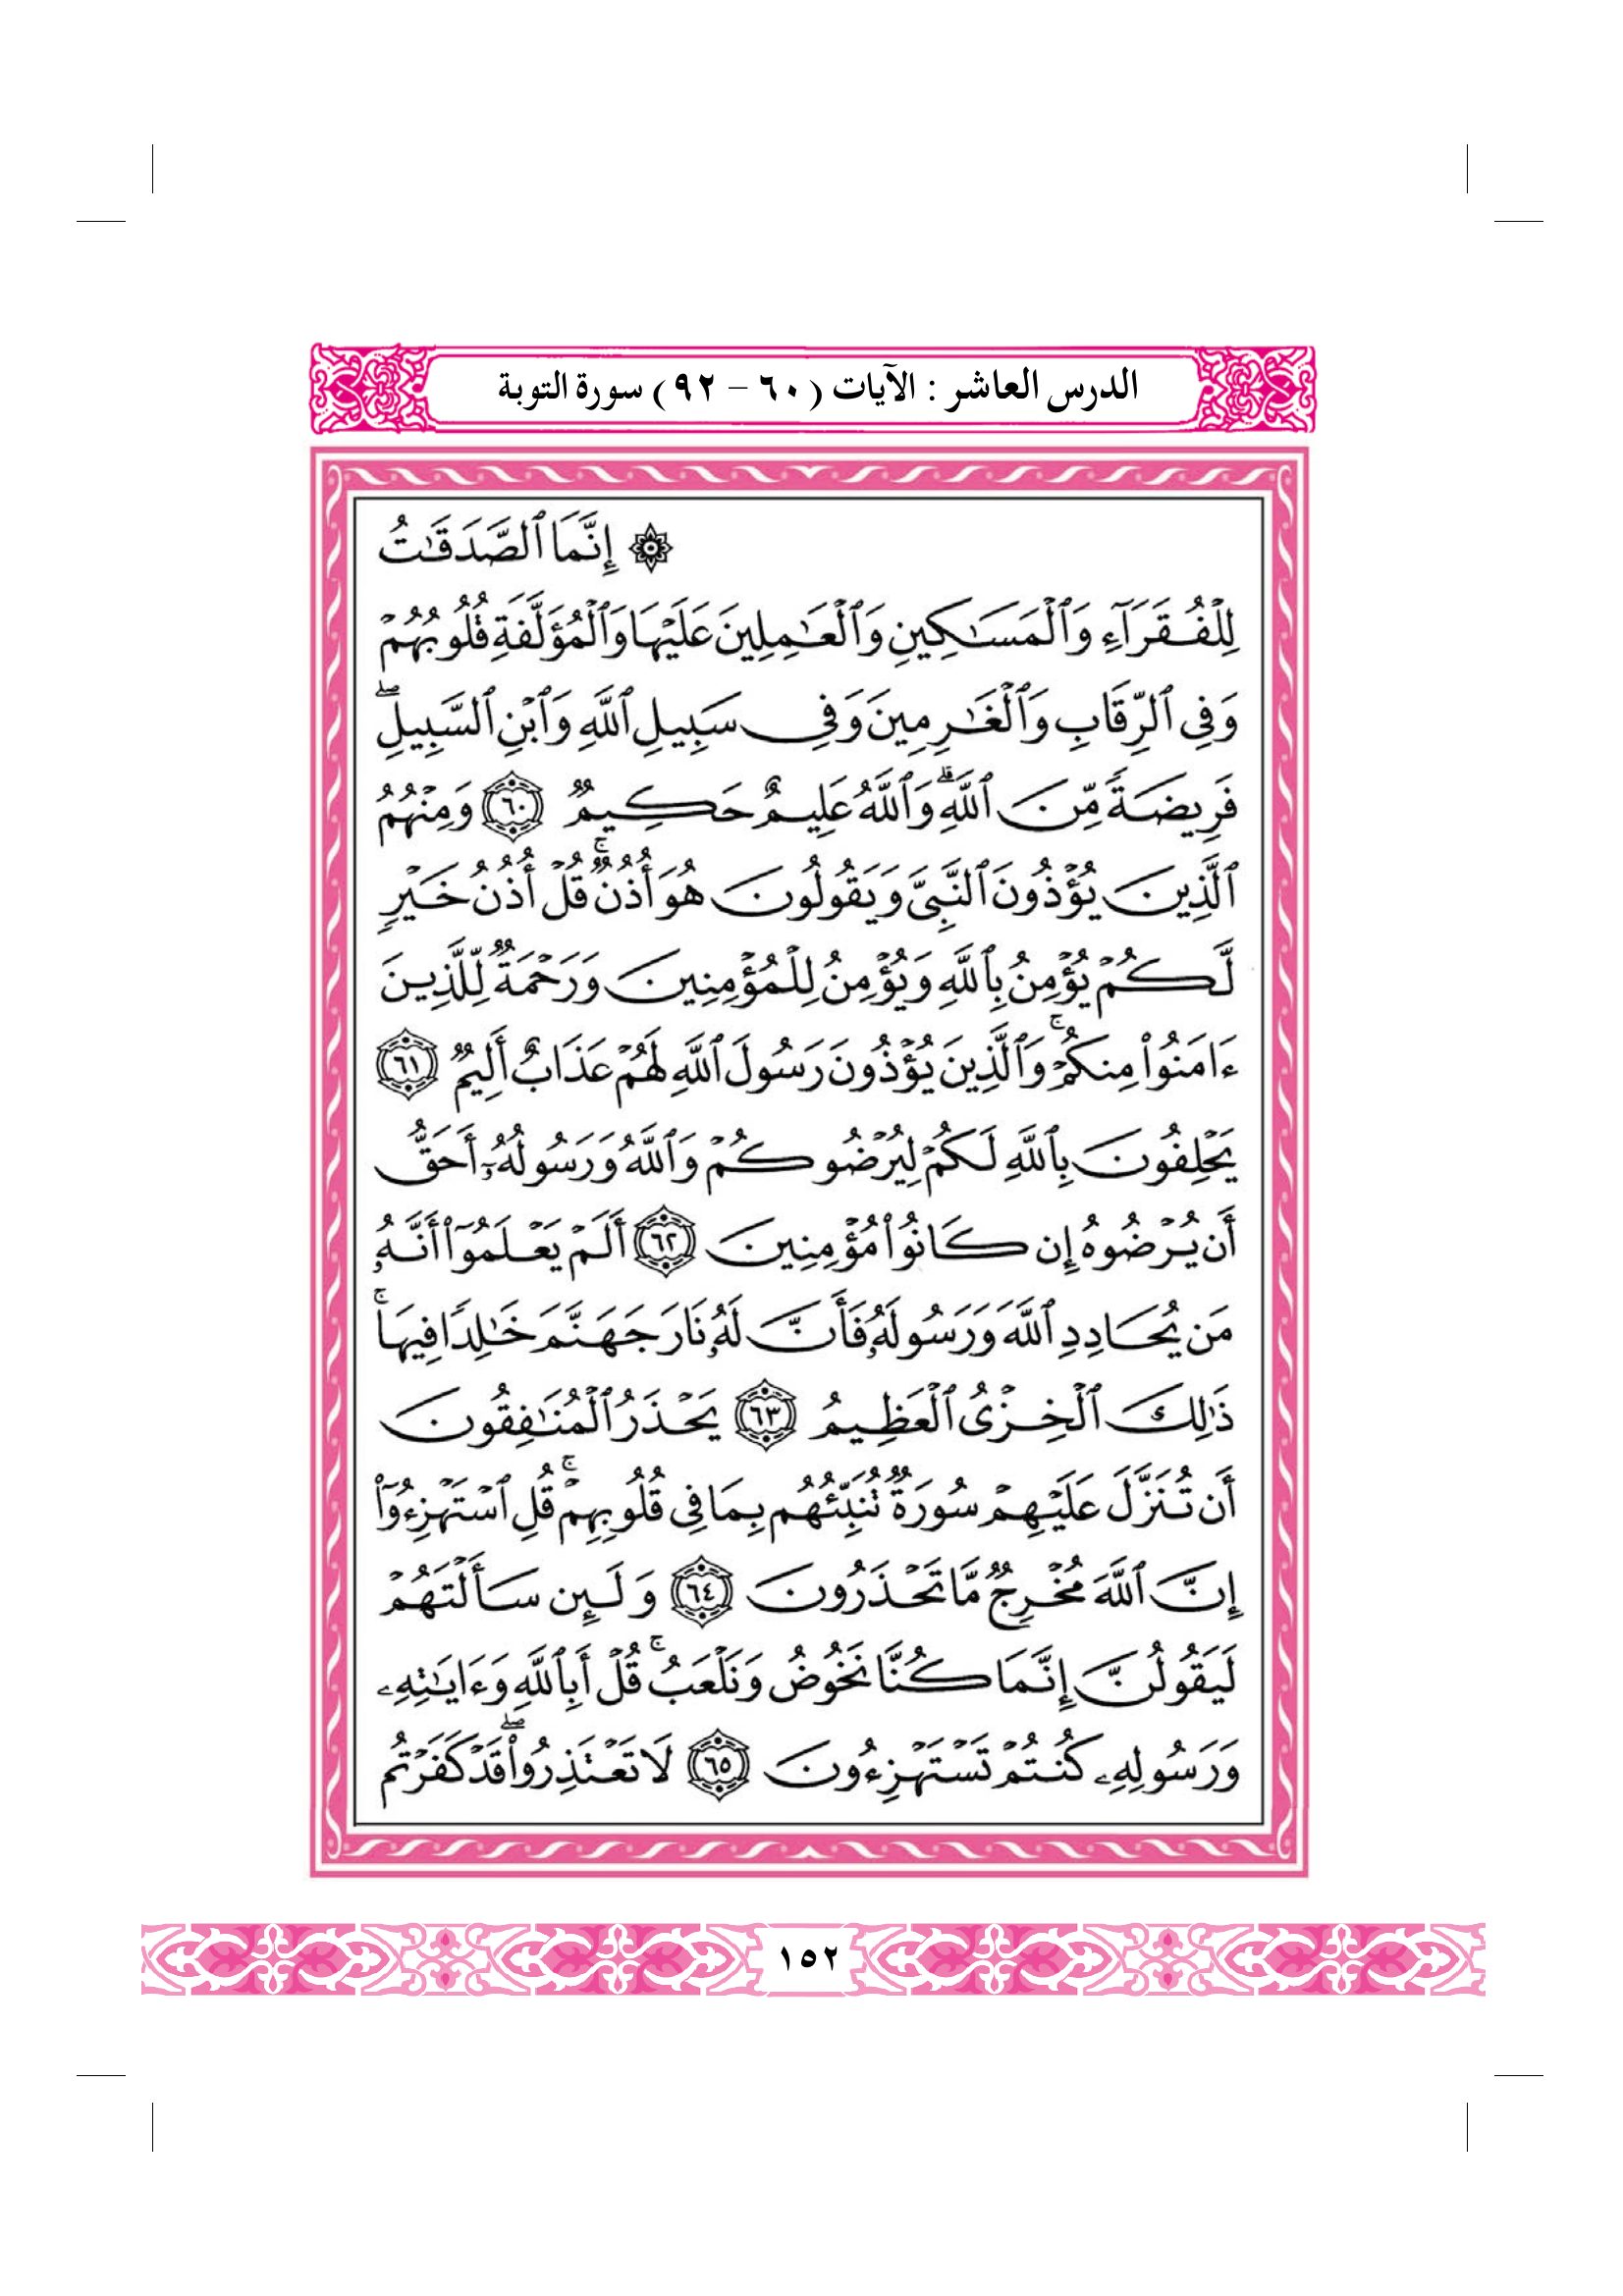 الدرس العاشر : الآيات ( ٦٠ - ٩٢ ) سورة التوبة
۞ إِنَّمَا ٱلصَّدَقَٰتُ
لِلْفُقَرَآءِ وَٱلْمَسَٰكِينِ وَٱلْعَٰمِلِينَ عَلَيْهَا وَٱلْمُؤَلَّفَةِ قُلُوبُهُمْ
وَفِى ٱلرِّقَابِ وَٱلْغَٰرِمِينَ وَفِى سَبِيلِ ٱللَّهِ وَٱبْنِ ٱلسَّبِيلِ ۖ
فَرِيضَةً مِّنَ ٱللَّهِ ۗ وَٱللَّهُ عَلِيمٌ حَكِيمٌ ٦٠ وَمِنْهُمُ
ٱلَّذِينَ يُؤْذُونَ ٱلنَّبِىَّ وَيَقُولُونَ هُوَ أُذُنٌ ۚ قُلْ أُذُنُ خَيْرٍ
لَّكُمْ يُؤْمِنُ بِٱللَّهِ وَيُؤْمِنُ لِلْمُؤْمِنِينَ وَرَحْمَةٌ لِّلَّذِينَ
ءَامَنُوا۟ مِنكُمْ ۚ وَٱلَّذِينَ يُؤْذُونَ رَسُولَ ٱللَّهِ لَهُمْ عَذَابٌ أَلِيمٌ ٦١
يَحْلِفُونَ بِٱللَّهِ لَكُمْ لِيُرْضُوكُمْ وَٱللَّهُ وَرَسُولُهُۥٓ أَحَقُّ
أَن يُرْضُوهُ إِن كَانُوا۟ مُؤْمِنِينَ ٦٢ أَلَمْ يَعْلَمُوٓا۟ أَنَّهُۥ
مَن يُحَادِدِ ٱللَّهَ وَرَسُولَهُۥ فَأَنَّ لَهُۥ نَارَ جَهَنَّمَ خَٰلِدًا فِيهَا ۚ
ذَٰلِكَ ٱلْخِزْىُ ٱلْعَظِيمُ ٦٣ يَحْذَرُ ٱلْمُنَٰفِقُونَ
أَن تُنَزَّلَ عَلَيْهِمْ سُورَةٌ تُنَبِّئُهُم بِمَا فِى قُلُوبِهِمْ ۚ قُلِ ٱسْتَهْزِءُوٓا۟
إِنَّ ٱللَّهَ مُخْرِجٌ مَّا تَحْذَرُونَ ٦٤ وَلَئِن سَأَلْتَهُمْ
لَيَقُولُنَّ إِنَّمَا كُنَّا نَخُوضُ وَنَلْعَبُ ۚ قُلْ أَبِٱللَّهِ وَءَايَٰتِهِۦ
وَرَسُولِهِۦ كُنتُمْ تَسْتَهْزِءُونَ ٦٥ لَا تَعْتَذِرُوا۟ ۖ قَدْ كَفَرْتُم
١٥٢